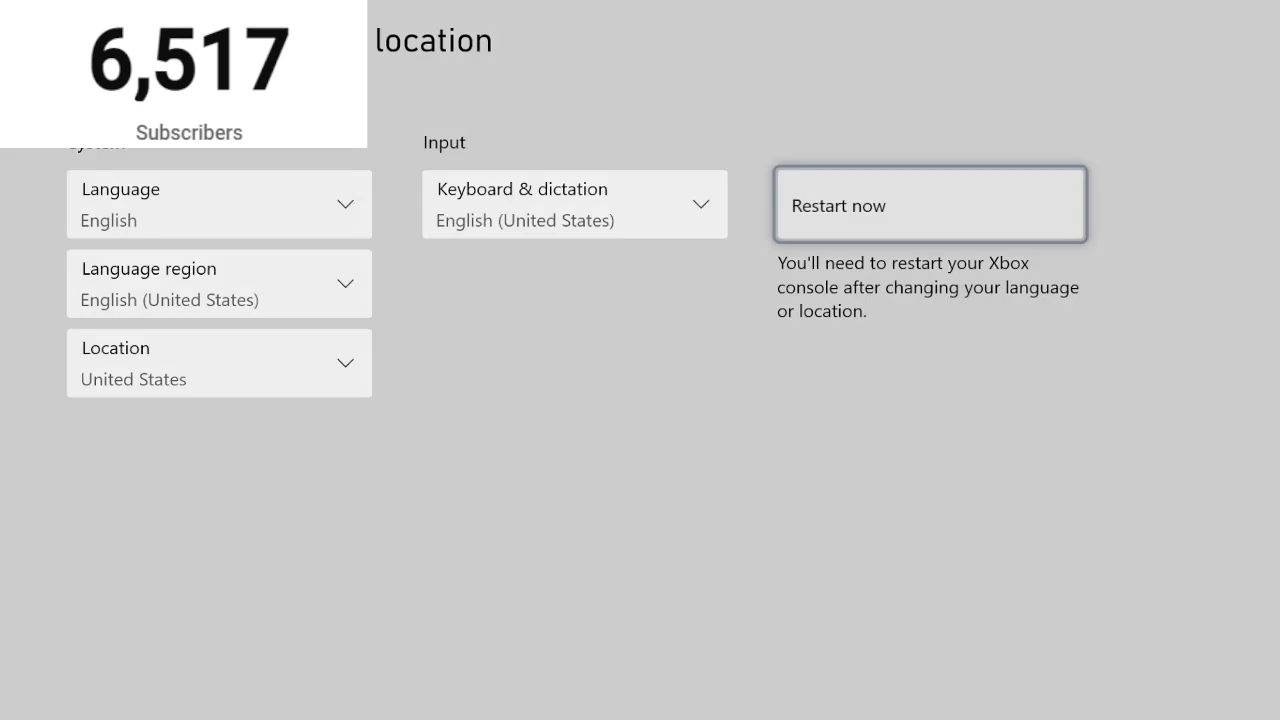 6,517
Subscribers
location
Language
English
Language region
English (United States)
Location
United States
Input
Keyboard & dictation
English (United States)
Restart now
You'll need to restart your Xbox
console after changing your language
or location.